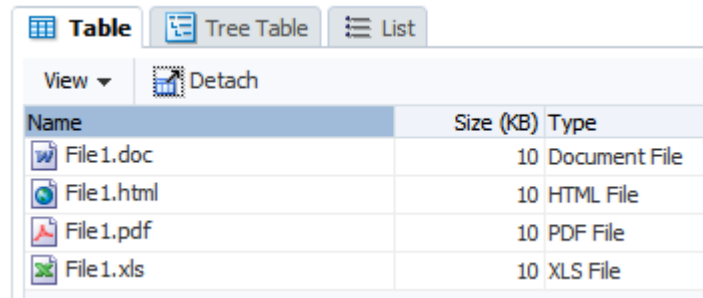 Table Tree Table List
View Detach
Name Size (KB) Type
File1.doc 10 Document File
File1.html 10 HTML File
File1.pdf 10 PDF File
File1.xls 10 XLS File